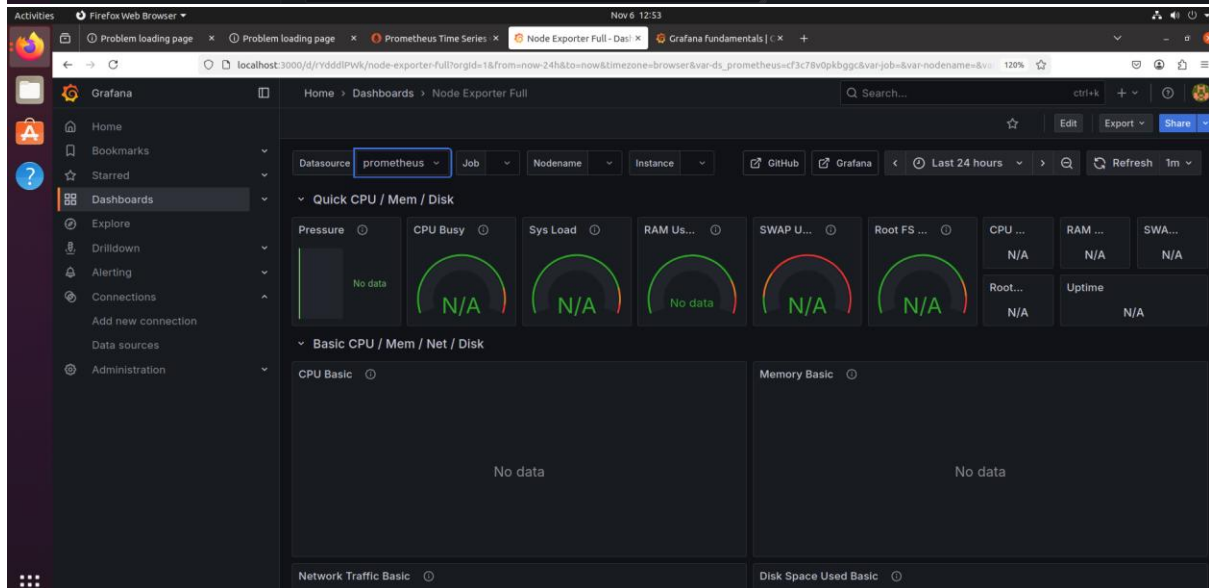 Activities Firefox Web Browser Nov 6 12:53
Problem loading page × Problem loading page × Prometheus Time Series × Node Exporter Full - Dash × Grafana fundamentals | G × +
localhost:3000/d/rYdddlPWk/node-exporter-full?orgId=1&from=now-24h&to=now&timezone=browser&var-ds_prometheus=cf3c78v0pkbggc&var-job=&var-nodename=&va 120%
Grafana Home › Dashboards › Node Exporter Full Search... ctrl+k +
Home Edit Export Share
Bookmarks
Datasource prometheus Job Nodename Instance GitHub Grafana ‹ Last 24 hours › Refresh 1m
Starred
Dashboards Quick CPU / Mem / Disk
Explore Pressure CPU Busy Sys Load RAM Us... SWAP U... Root FS ... CPU ... RAM ... SWA...
Drilldown N/A N/A N/A
Alerting No data N/A N/A No data N/A N/A
Connections Root... Uptime
N/A N/A
Add new connection
Data sources Basic CPU / Mem / Net / Disk
Administration CPU Basic Memory Basic
No data No data
Network Traffic Basic Disk Space Used Basic